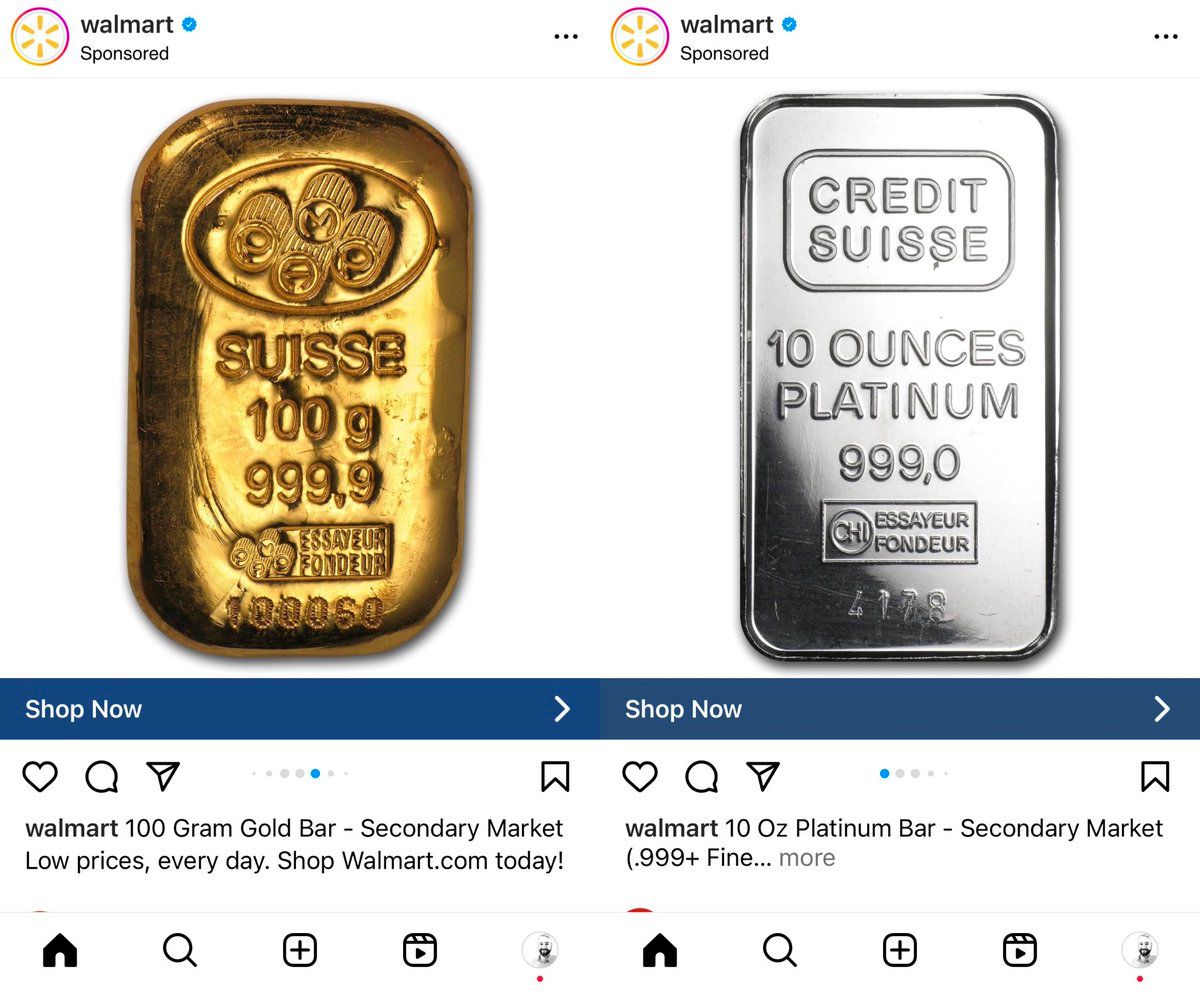 walmart
Sponsored
P M P A
SUISSE
100 g
999,9
P A M P
ESSAYEUR
FONDEUR
100060
Shop Now
walmart 100 Gram Gold Bar - Secondary Market
Low prices, every day. Shop Walmart.com today!
walmart
Sponsored
CREDIT
SUISSE
10 OUNCES
PLATINUM
999,0
CHI ESSAYEUR
FONDEUR
4178
Shop Now
walmart 10 Oz Platinum Bar - Secondary Market
(.999+ Fine... more